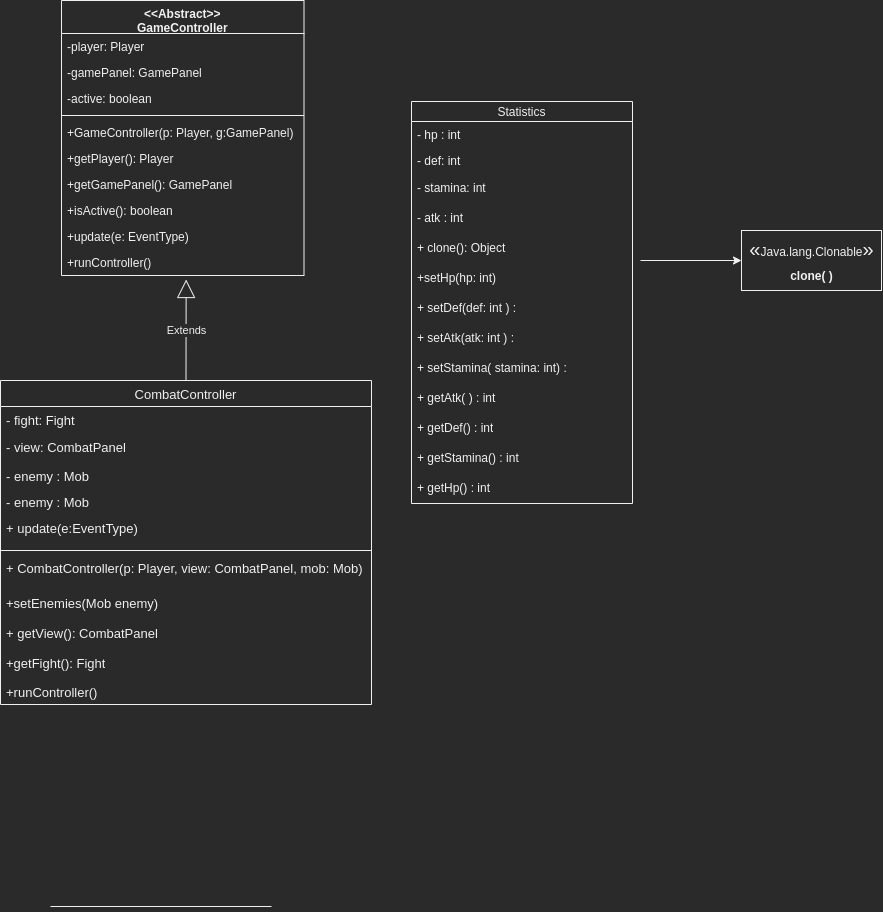 <<Abstract>>
GameController
-player: Player
-gamePanel: GamePanel
-active: boolean
+GameController(p: Player, g:GamePanel)
+getPlayer(): Player
+getGamePanel(): GamePanel
+isActive(): boolean
+update(e: EventType)
+runController()
Extends
CombatController
- fight: Fight
- view: CombatPanel
- enemy : Mob
- enemy : Mob
+ update(e:EventType)
+ CombatController(p: Player, view: CombatPanel, mob: Mob)
+setEnemies(Mob enemy)
+ getView(): CombatPanel
+getFight(): Fight
+runController()
Statistics
- hp : int
- def: int
- stamina: int
- atk : int
+ clone(): Object
+setHp(hp: int)
+ setDef(def: int ) :
+ setAtk(atk: int ) :
+ setStamina( stamina: int) :
+ getAtk( ) : int
+ getDef() : int
+ getStamina() : int
+ getHp() : int
«Java.lang.Clonable»
clone( )